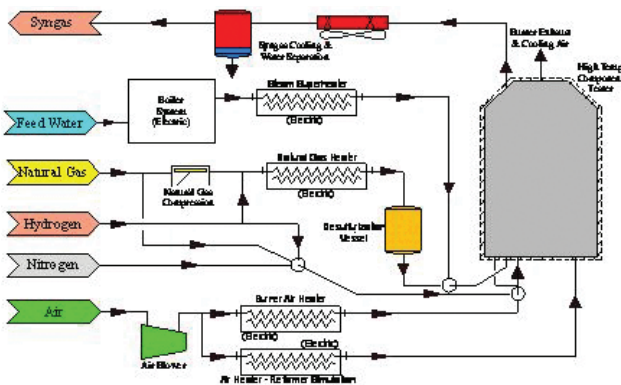 Syngas
Syngas Cooling &
Water Separation
Burner Exhaust
& Cooling Air
High Temp
Component
Tester
Boiler
System
(Electric)
Steam Superheater
(Electric)
Feed Water
Natural Gas
Natural Gas
Compression
Natural Gas Heater
(Electric)
Hydrogen
Desulfurization
Vessel
Nitrogen
Air
Air Blower
Burner Air Heater
(Electric)
(Electric)
Air Heater - Reformer Simulation